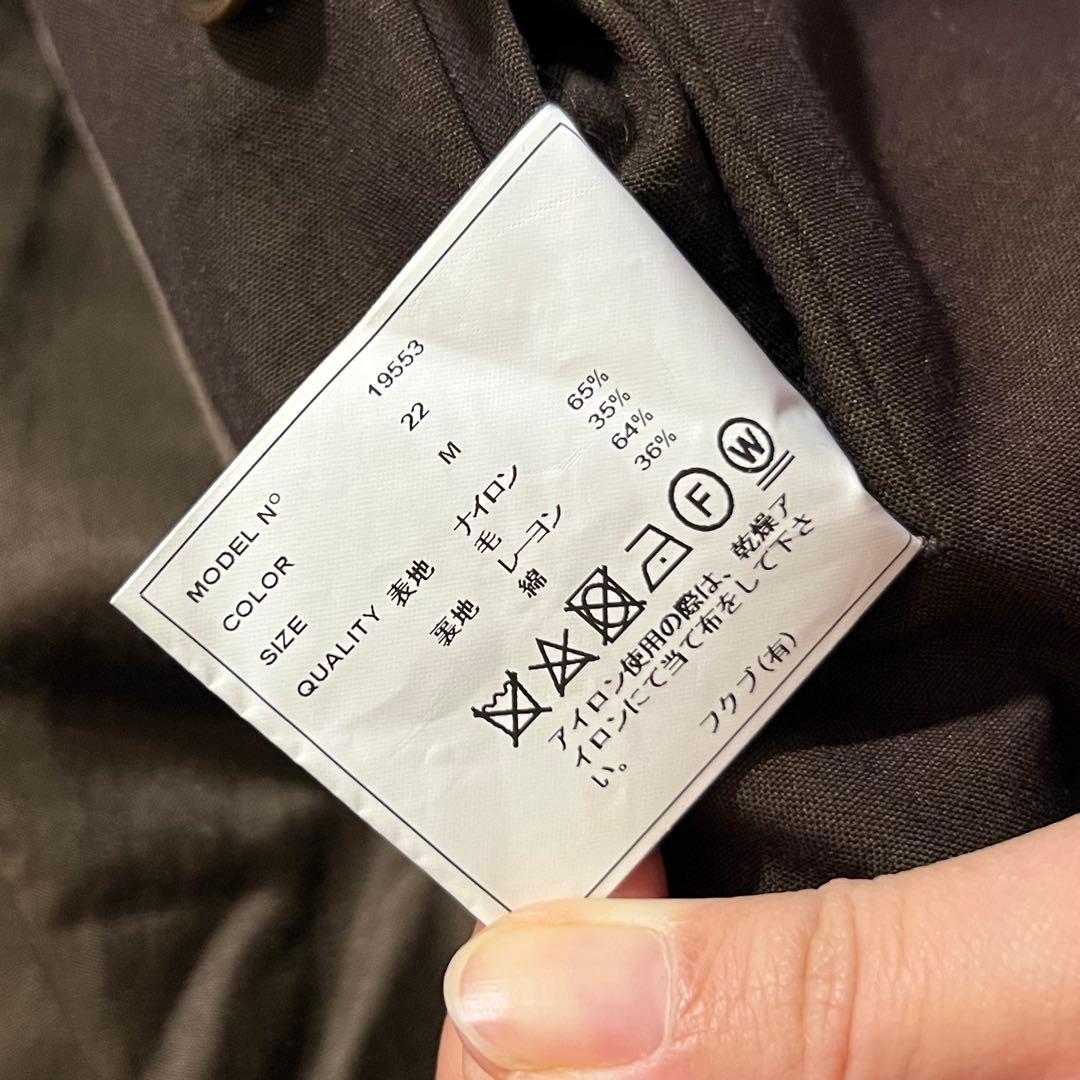 MODEL Nº 19553
COLOR 22
SIZE M
QUALITY 表地 ナイロン 65%
毛 35%
裏地 レーヨン 64%
綿 36%
F W
アイロン使用の際は、乾燥ア
イロンにて当て布をして下さ
い。
フクブ(有)